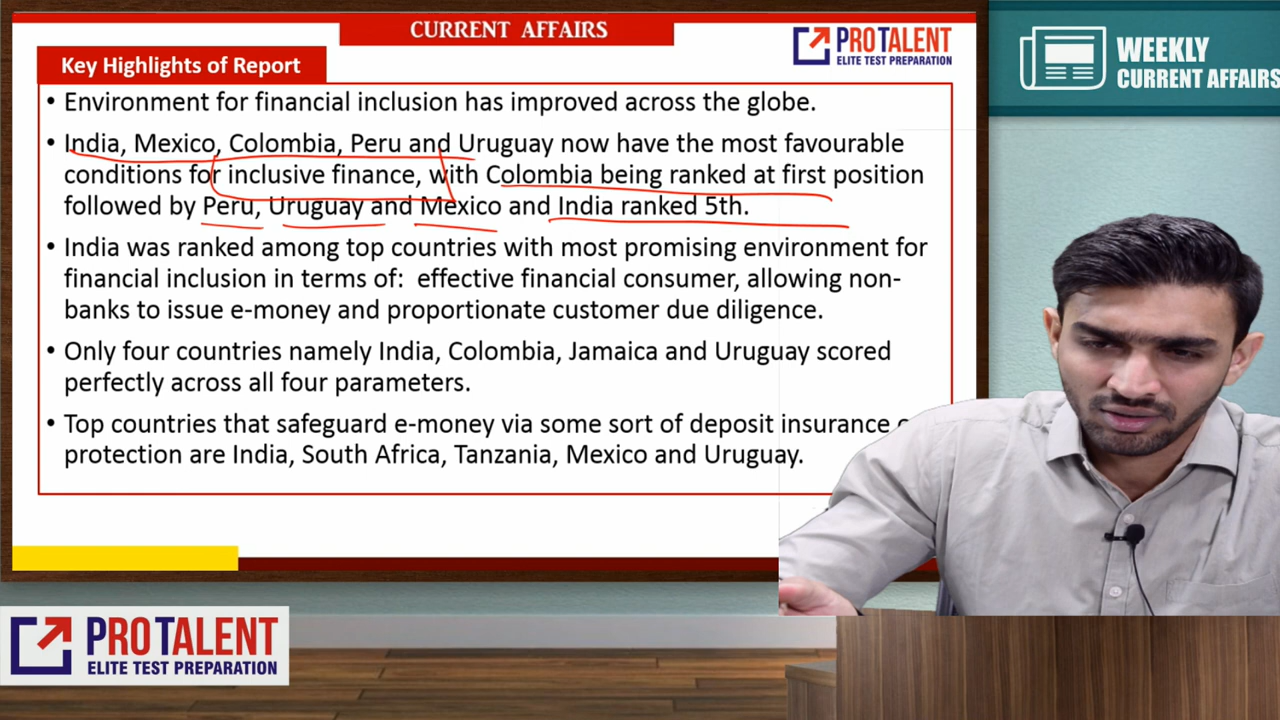 CURRENT AFFAIRS
PROTALENT
ELITE TEST PREPARATION
WEEKLY
CURRENT AFFAIRS
Key Highlights of Report
• Environment for financial inclusion has improved across the globe.
• India, Mexico, Colombia, Peru and Uruguay now have the most favourable
conditions for inclusive finance, with Colombia being ranked at first position
followed by Peru, Uruguay and Mexico and India ranked 5th.
• India was ranked among top countries with most promising environment for
financial inclusion in terms of: effective financial consumer, allowing non-
banks to issue e-money and proportionate customer due diligence.
• Only four countries namely India, Colombia, Jamaica and Uruguay scored
perfectly across all four parameters.
• Top countries that safeguard e-money via some sort of deposit insurance
protection are India, South Africa, Tanzania, Mexico and Uruguay.
PROTALENT
ELITE TEST PREPARATION